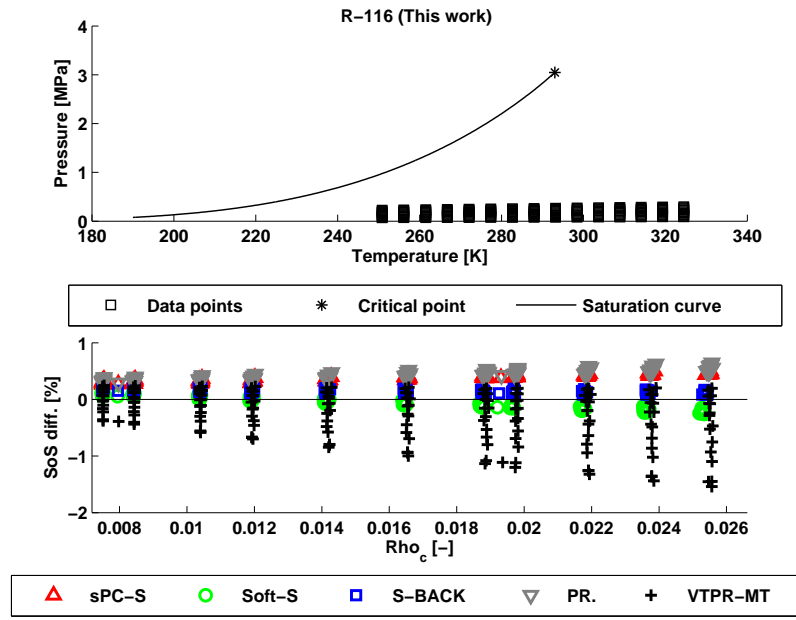 R−116 (This work)
Pressure [MPa]
4
3
2
1
0
180 200 220 240 260 280 300 320 340
Temperature [K]
Data points Critical point Saturation curve
SoS diff. [%]
1
0
−1
−2
0.008 0.01 0.012 0.014 0.016 0.018 0.02 0.022 0.024 0.026
Rho_c [−]
sPC−S Soft−S S−BACK PR. VTPR−MT